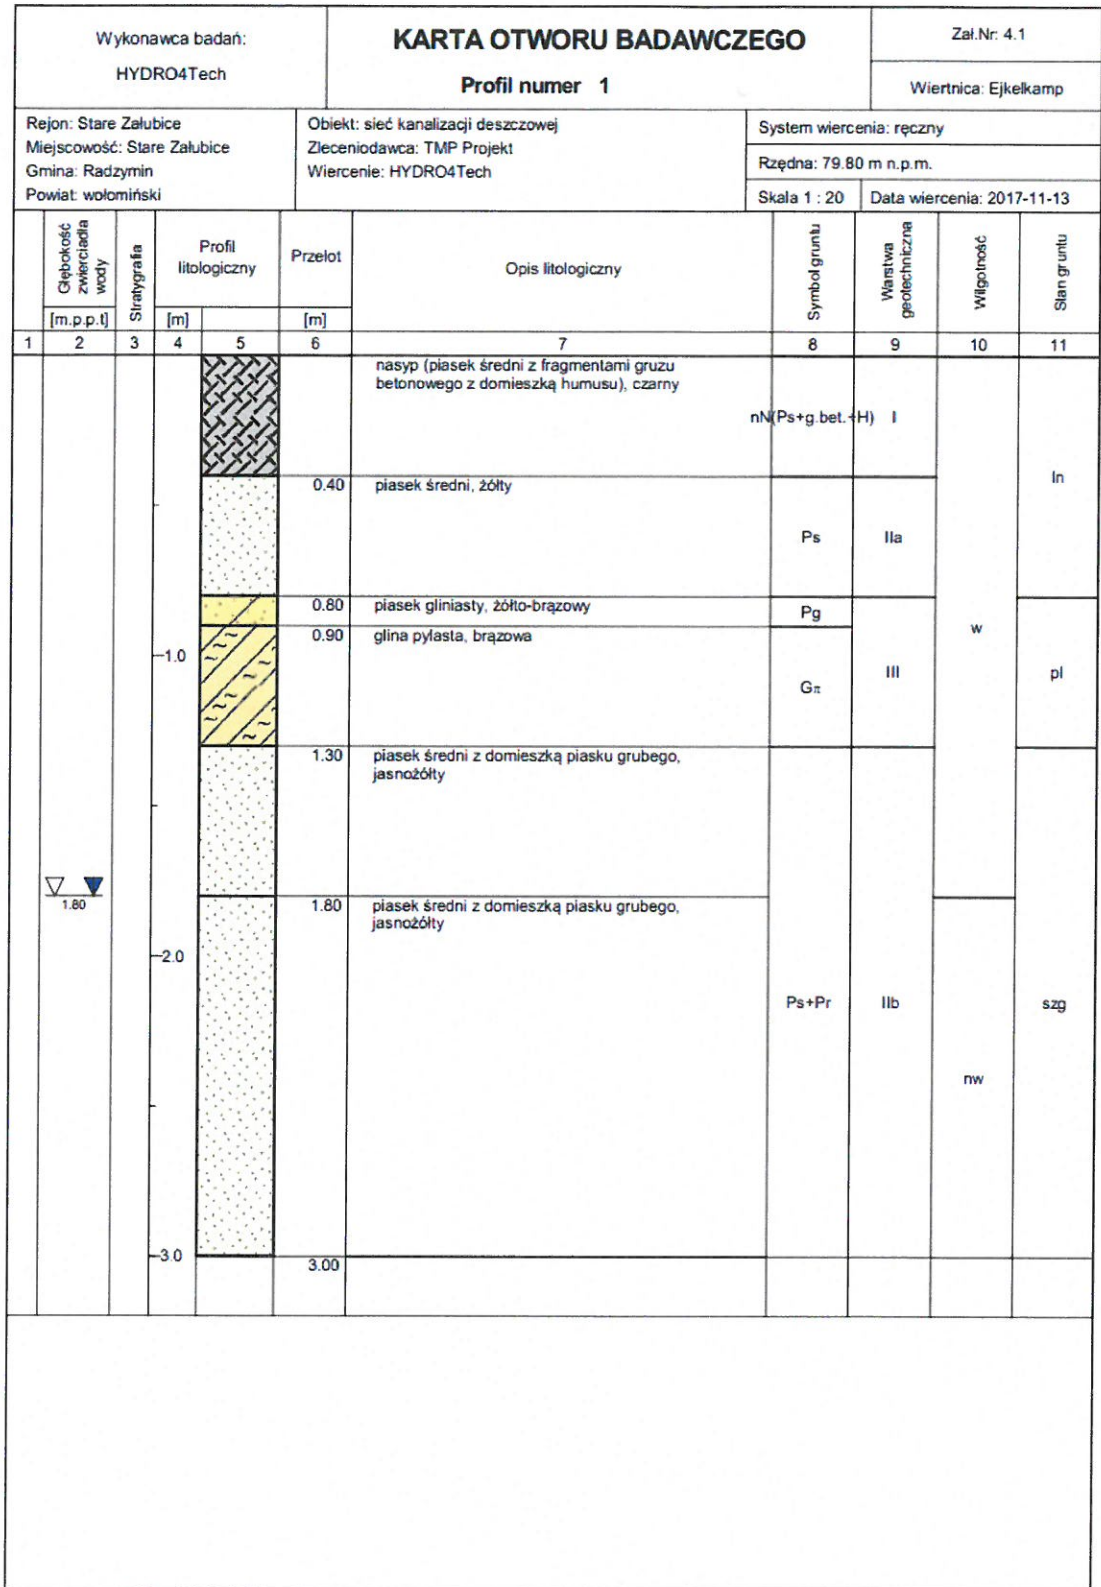 Wykonawca badań:
HYDRO4Tech
KARTA OTWORU BADAWCZEGO
Profil numer 1
Zał.Nr: 4.1
Wiertnica: Ejkelkamp
Rejon: Stare Załubice
Miejscowość: Stare Załubice
Gmina: Radzymin
Powiat: wołomiński
Obiekt: sieć kanalizacji deszczowej
Zleceniodawca: TMP Projekt
Wiercenie: HYDRO4Tech
System wiercenia: ręczny
Rzędna: 79.80 m n.p.m.
Skala 1 : 20
Data wiercenia: 2017-11-13
Głębokość zwierciadła wody
[m.p.p.t]
Stratygrafia
Profil litologiczny
[m]
Przelot
[m]
Opis litologiczny
Symbol gruntu
Warstwa geotechniczna
Wilgotność
Stan gruntu
1 2 3 4 5 6 7 8 9 10 11
nasyp (piasek średni z fragmentami gruzu
betonowego z domieszką humusu), czarny
nN(Ps+g.bet.+H) I
ln
0.40 piasek średni, żółty
Ps IIa
0.80 piasek gliniasty, żółto-brązowy
Pg
w
0.90 glina pylasta, brązowa
1.0
Gπ III pl
1.30 piasek średni z domieszką piasku grubego,
jasnożółty
1.80
1.80 piasek średni z domieszką piasku grubego,
jasnożółty
2.0
Ps+Pr IIb szg
nw
3.0
3.00